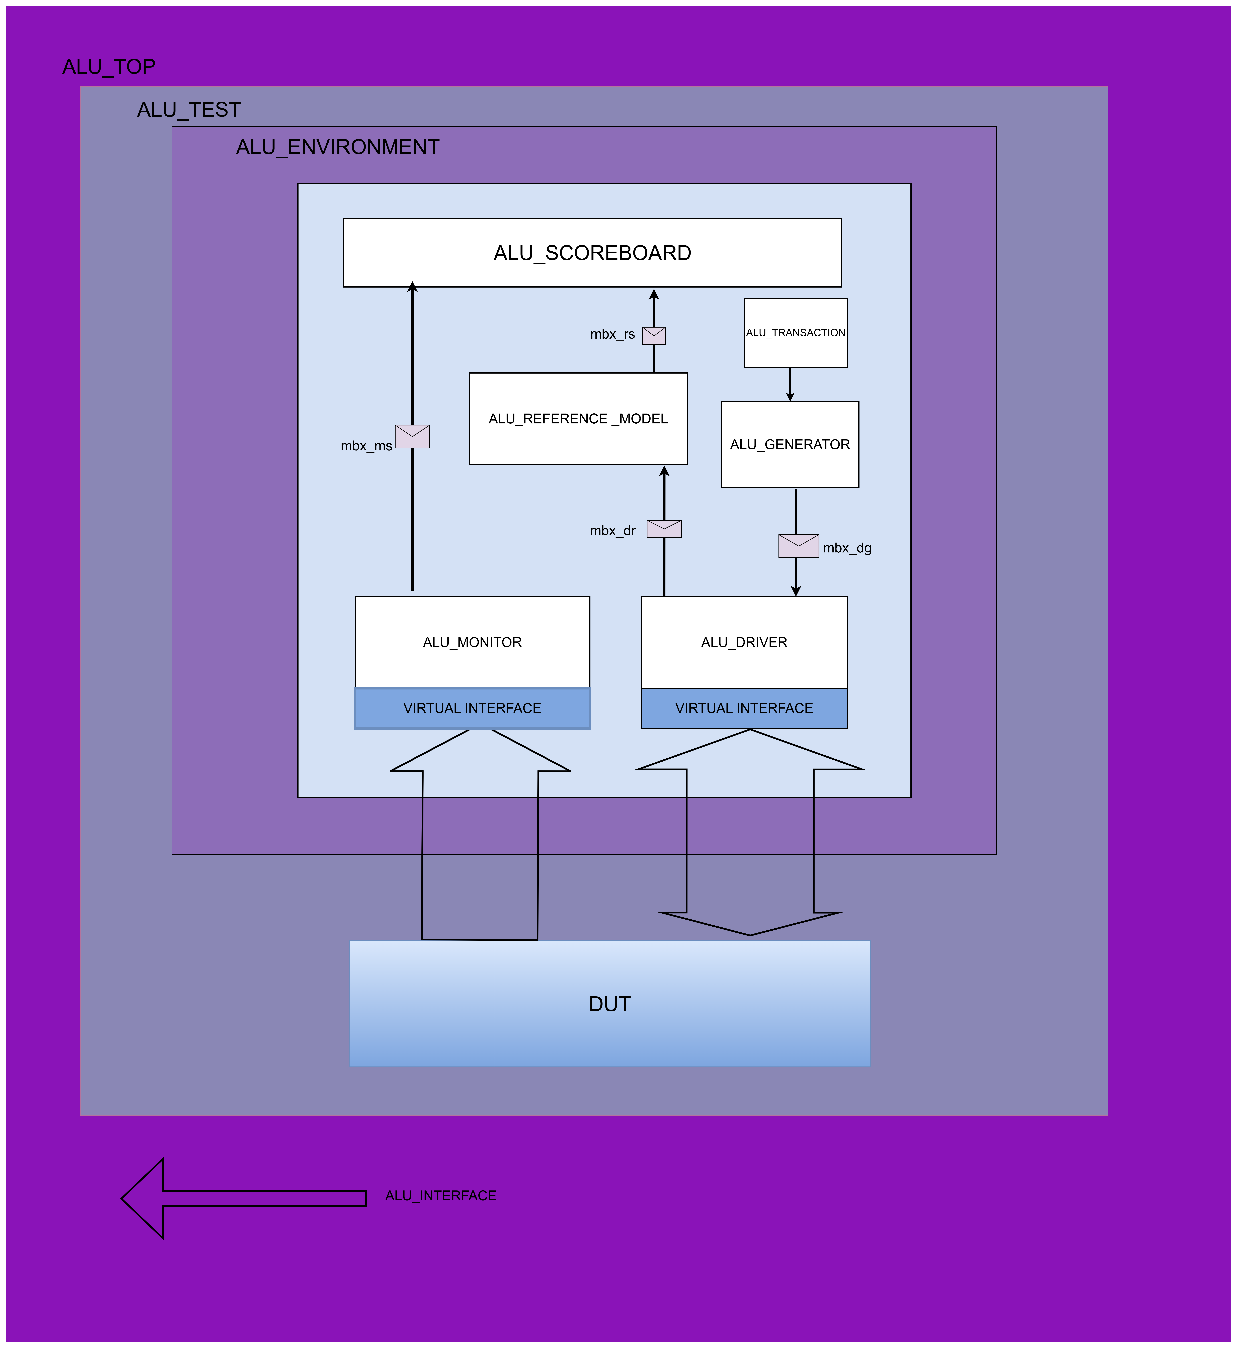 ALU_TOP
ALU_TEST
ALU_ENVIRONMENT
ALU_SCOREBOARD
mbx_rs
ALU_TRANSACTION
ALU_REFERENCE _MODEL
ALU_GENERATOR
mbx_ms
mbx_dr
mbx_dg
ALU_MONITOR
ALU_DRIVER
VIRTUAL INTERFACE
VIRTUAL INTERFACE
DUT
ALU_INTERFACE